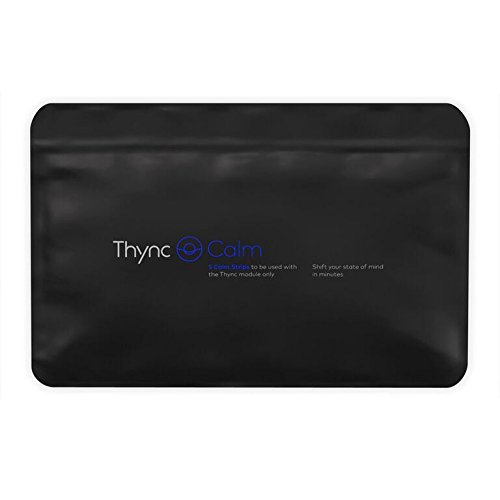 Thync Calm
5 Calm Strips to be used with
the Thync module only
Shift your state of mind
in minutes